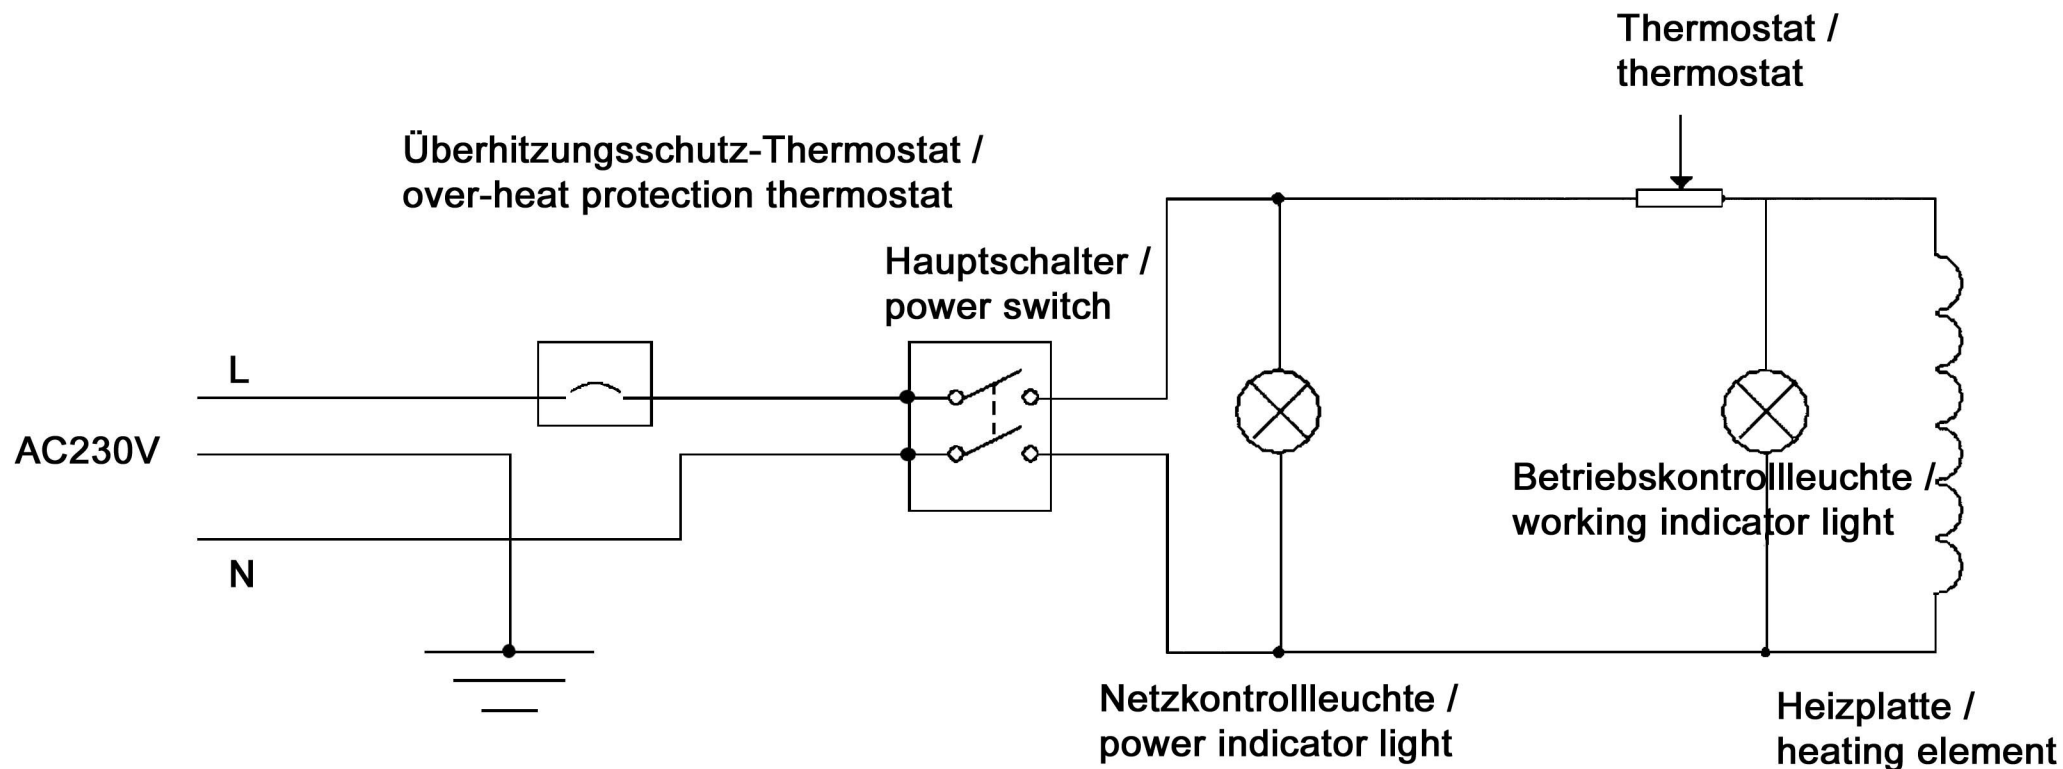 Thermostat /
thermostat
Überhitzungsschutz-Thermostat /
over-heat protection thermostat
Hauptschalter /
power switch
L
AC230V
N
Betriebskontrollleuchte /
working indicator light
Netzkontrollleuchte /
power indicator light
Heizplatte /
heating element